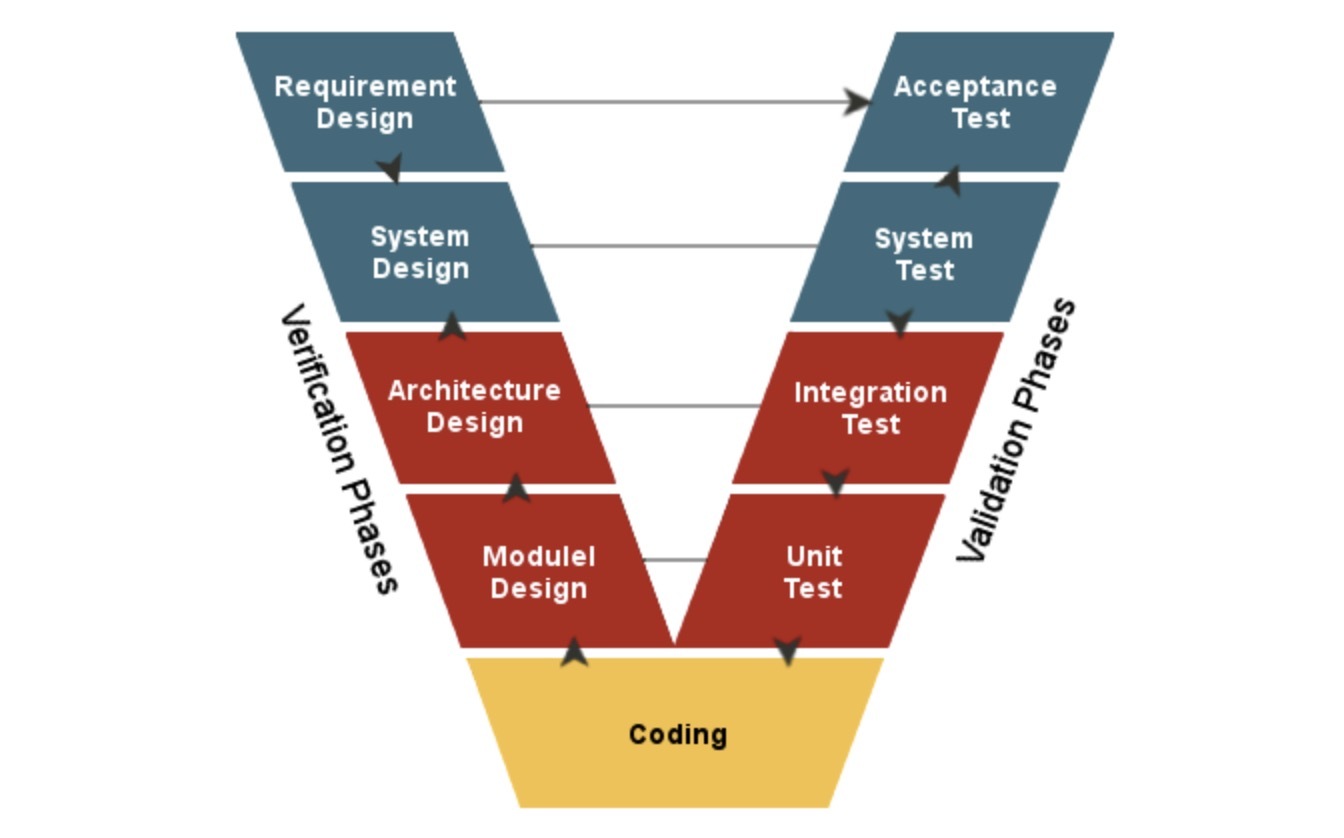 Requirement
Design
Acceptance
Test
System
Design
System
Test
Verification Phases
Validation Phases
Architecture
Design
Integration
Test
Modulel
Design
Unit
Test
Coding